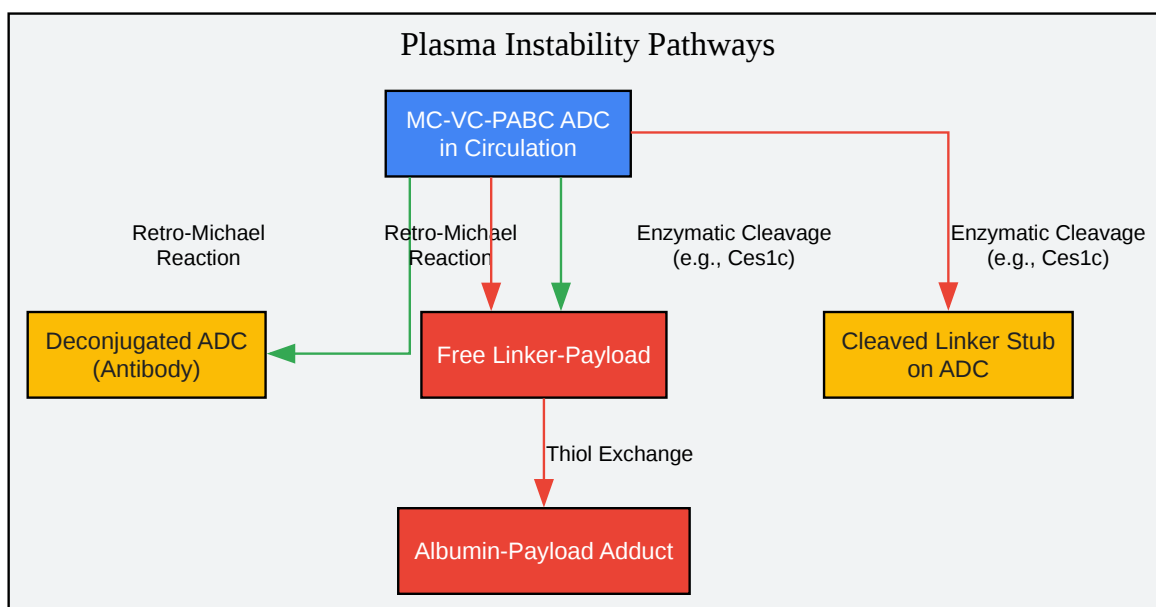 Plasma Instability Pathways
MC-VC-PABC ADC
in Circulation
Retro-Michael
Reaction
Retro-Michael
Reaction
Enzymatic Cleavage
(e.g., Ces1c)
Enzymatic Cleavage
(e.g., Ces1c)
Deconjugated ADC
(Antibody)
Free Linker-Payload
Cleaved Linker Stub
on ADC
Thiol Exchange
Albumin-Payload Adduct